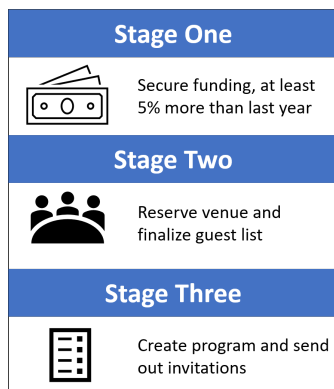 Stage One
Secure funding, at least
5% more than last year
Stage Two
Reserve venue and
finalize guest list
Stage Three
Create program and send
out invitations